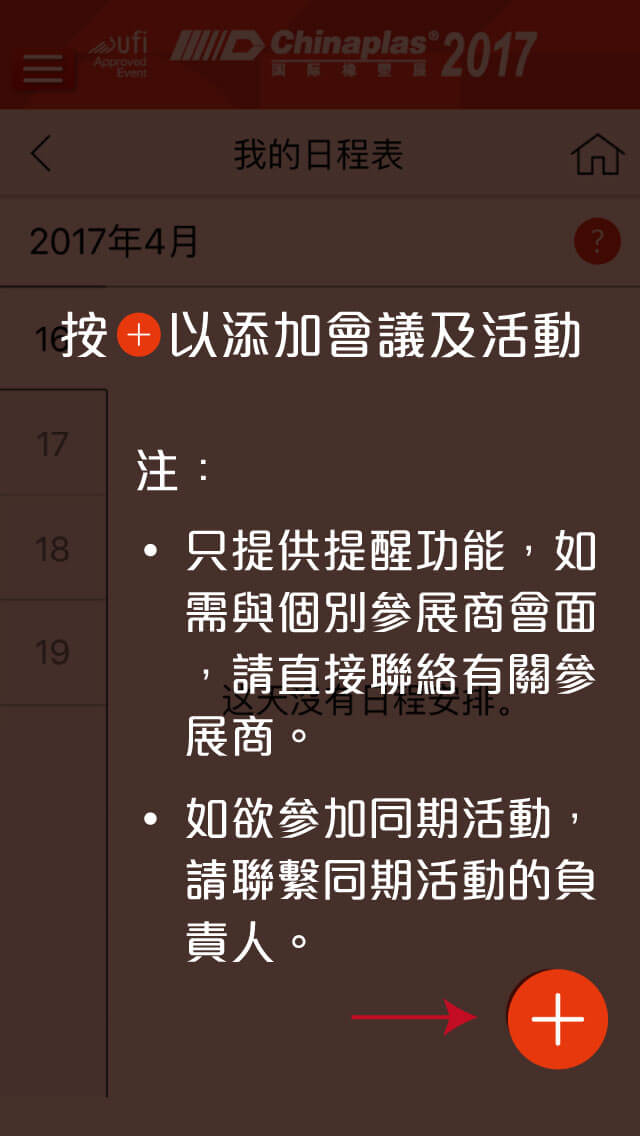 ufi
Approved
Event
Chinaplas® 2017
国际橡塑展
我的日程表
2017年4月
?
16
按+以添加會議及活動
17
18
19
注：
• 只提供提醒功能，如
需與個別參展商會面
，請直接聯絡有關參
展商。
这天沒有日程安排。
• 如欲參加同期活動，
請聯繫同期活動的負
責人。